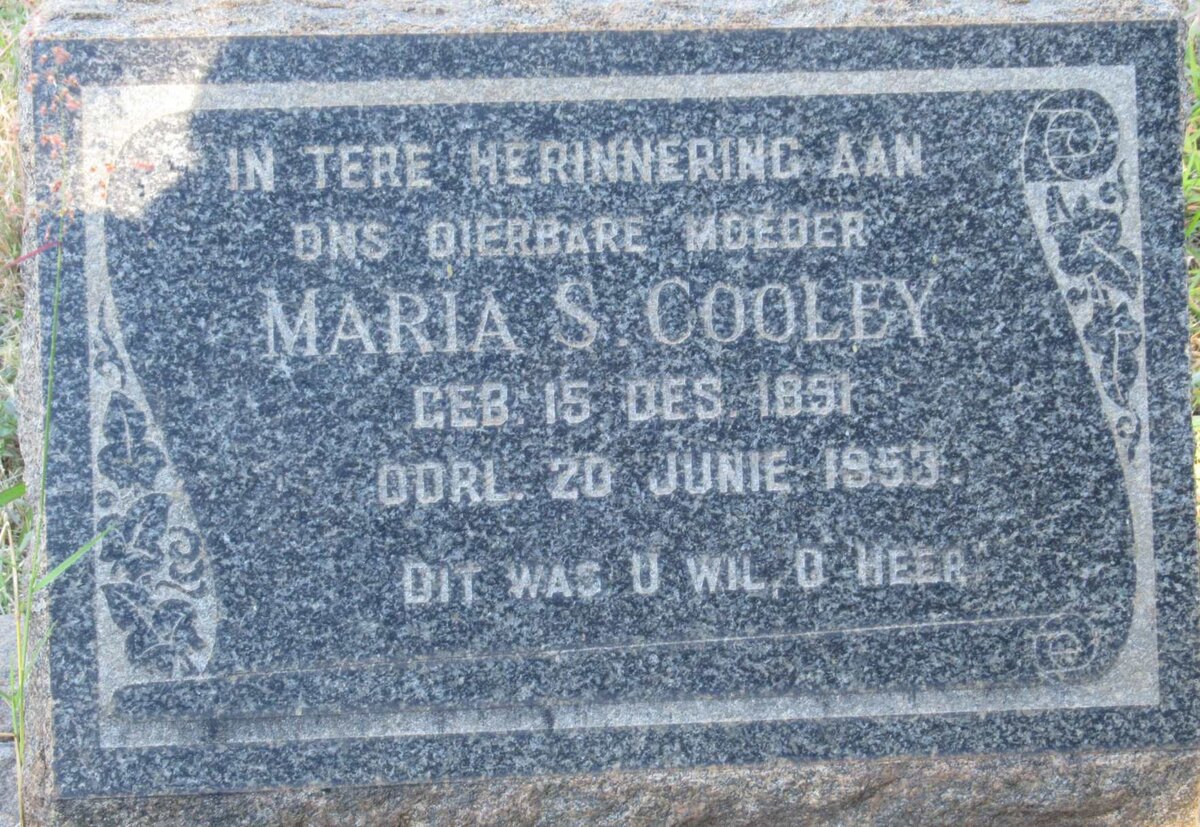 IN TERE HERINNERING AAN
ONS DIERBARE MOEDER
MARIA S. COOLEY
GEB. 15 DES. 1891
OORL. 20 JUNIE 1953.
DIT WAS U WIL, O HEER